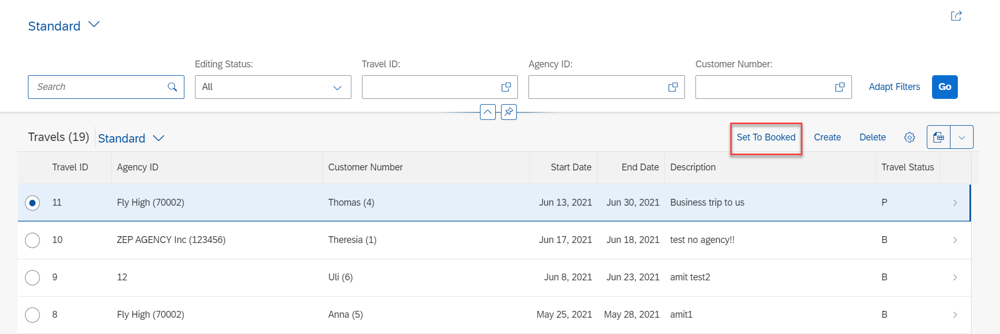 Standard
Editing Status: Travel ID: Agency ID: Customer Number:
Search All Adapt Filters Go
Travels (19) Standard Set To Booked Create Delete
Travel ID Agency ID Customer Number Start Date End Date Description Travel Status
11 Fly High (70002) Thomas (4) Jun 13, 2021 Jun 30, 2021 Business trip to us P
10 ZEP AGENCY Inc (123456) Theresia (1) Jun 17, 2021 Jun 18, 2021 test no agency!! B
9 12 Uli (6) Jun 8, 2021 Jun 23, 2021 amit test2 B
8 Fly High (70002) Anna (5) May 25, 2021 May 28, 2021 amit1 B